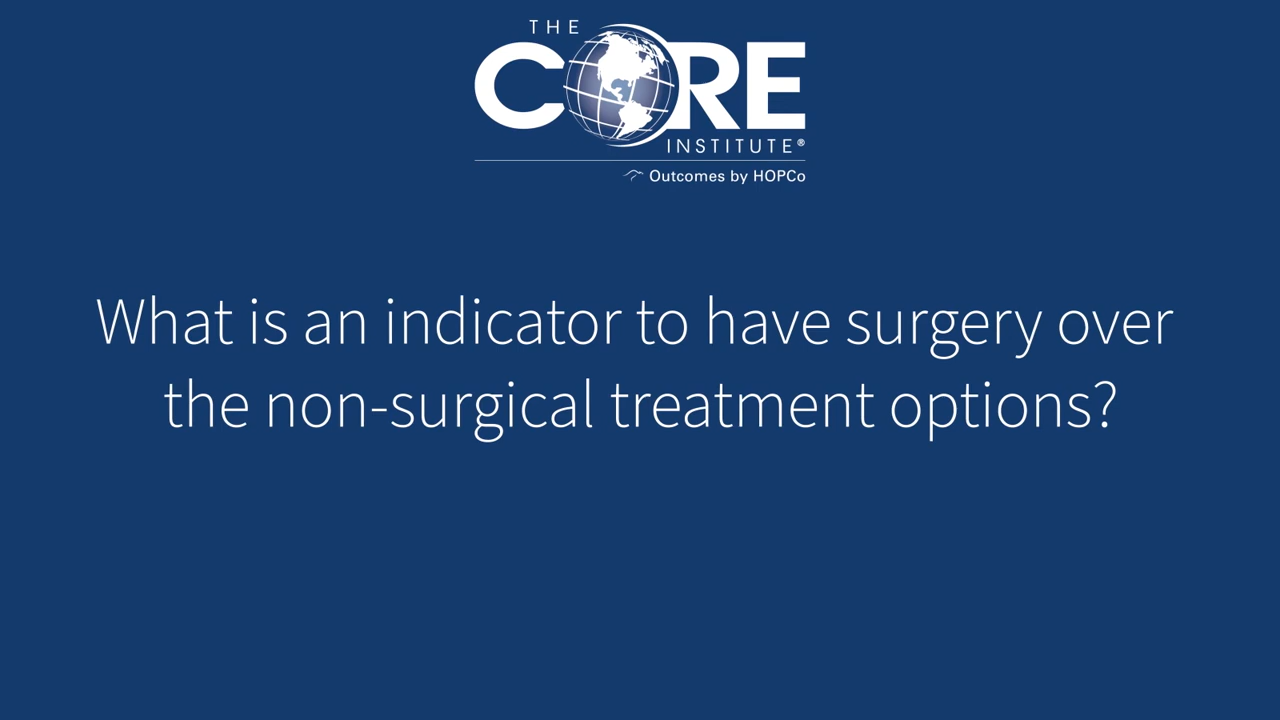 THE
CORE
INSTITUTE®
Outcomes by HOPCo
What is an indicator to have surgery over
the non-surgical treatment options?